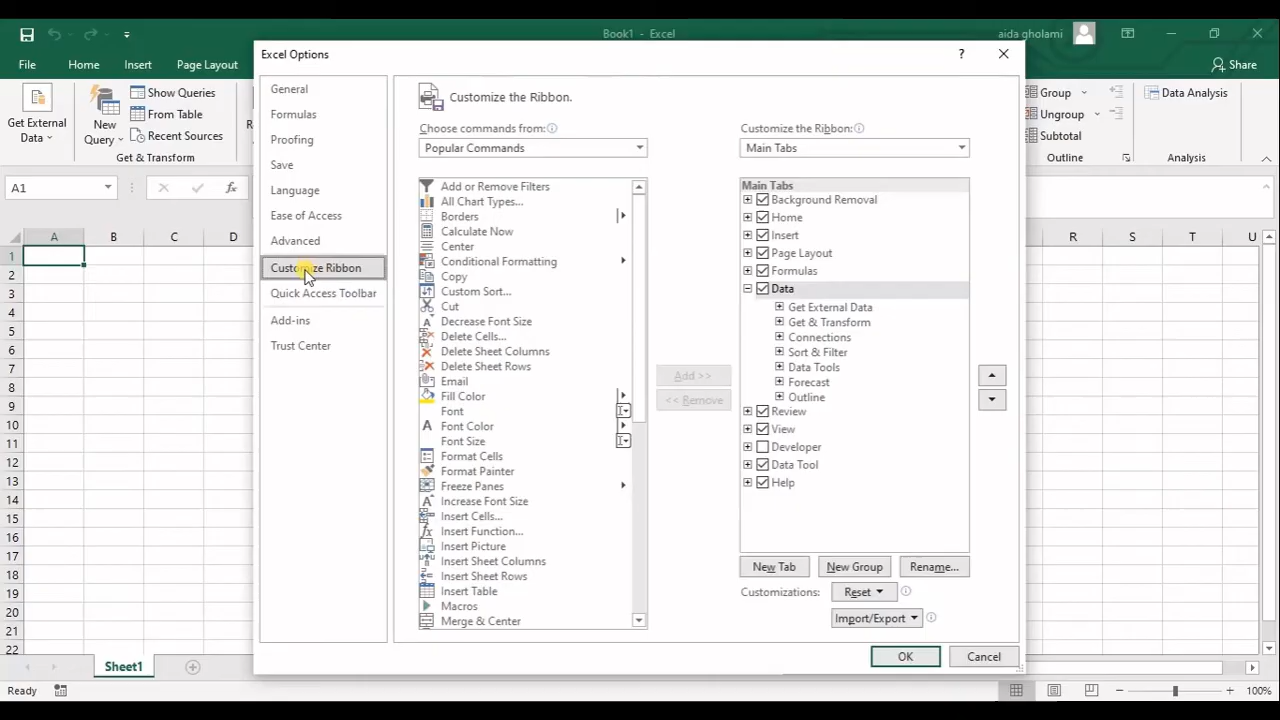 Book1 - Excel
aida gholami
File
Home
Insert
Page Layout
Share
Get External
Data
New
Query
Show Queries
From Table
Recent Sources
Get & Transform
Group
Ungroup
Subtotal
Outline
Data Analysis
Analysis
A1
fx
A
B
C
D
R
S
T
U
1
2
3
4
5
6
7
8
9
10
11
12
13
14
15
16
17
18
19
20
21
22
Excel Options
?
General
Formulas
Proofing
Save
Language
Ease of Access
Advanced
Customize Ribbon
Quick Access Toolbar
Add-ins
Trust Center
Customize the Ribbon.
Choose commands from:
Popular Commands
Add or Remove Filters
All Chart Types...
Borders
Calculate Now
Center
Conditional Formatting
Copy
Custom Sort...
Cut
Decrease Font Size
Delete Cells...
Delete Sheet Columns
Delete Sheet Rows
Email
Fill Color
Font
Font Color
Font Size
Format Cells
Format Painter
Freeze Panes
Increase Font Size
Insert Cells...
Insert Function...
Insert Picture
Insert Sheet Columns
Insert Sheet Rows
Insert Table
Macros
Merge & Center
Add >>
<< Remove
Customize the Ribbon:
Main Tabs
Main Tabs
Background Removal
Home
Insert
Page Layout
Formulas
Data
Get External Data
Get & Transform
Connections
Sort & Filter
Data Tools
Forecast
Outline
Review
View
Developer
Data Tool
Help
New Tab
New Group
Rename...
Customizations:
Reset
Import/Export
OK
Cancel
Sheet1
Ready
100%